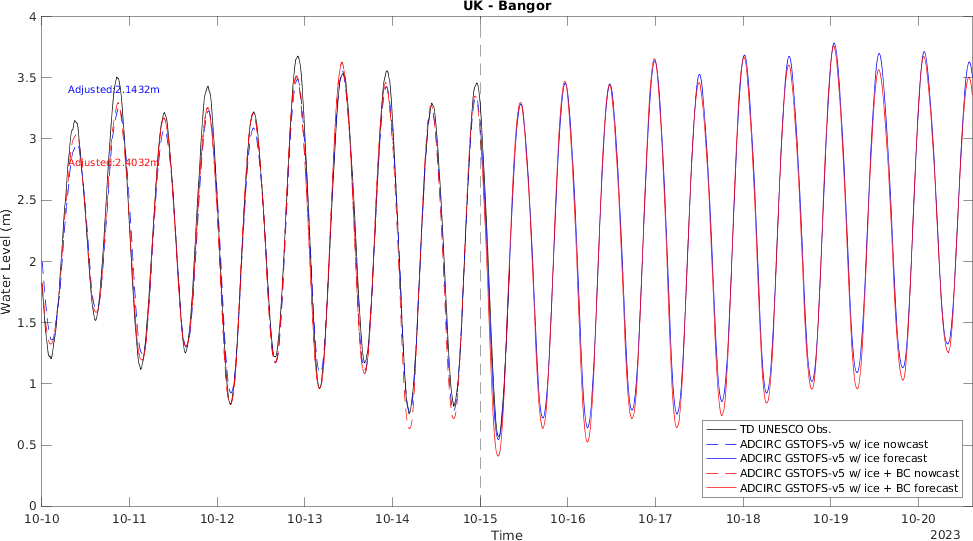 UK - Bangor
4
3.5
3
2.5
2
1.5
1
0.5
0
Water Level (m)
Adjusted:2.1432m
Adjusted:2.4032m
TD UNESCO Obs.
ADCIRC GSTOFS-v5 w/ ice nowcast
ADCIRC GSTOFS-v5 w/ ice forecast
ADCIRC GSTOFS-v5 w/ ice + BC nowcast
ADCIRC GSTOFS-v5 w/ ice + BC forecast
10-10 10-11 10-12 10-13 10-14 10-15 10-16 10-17 10-18 10-19 10-20
Time
2023